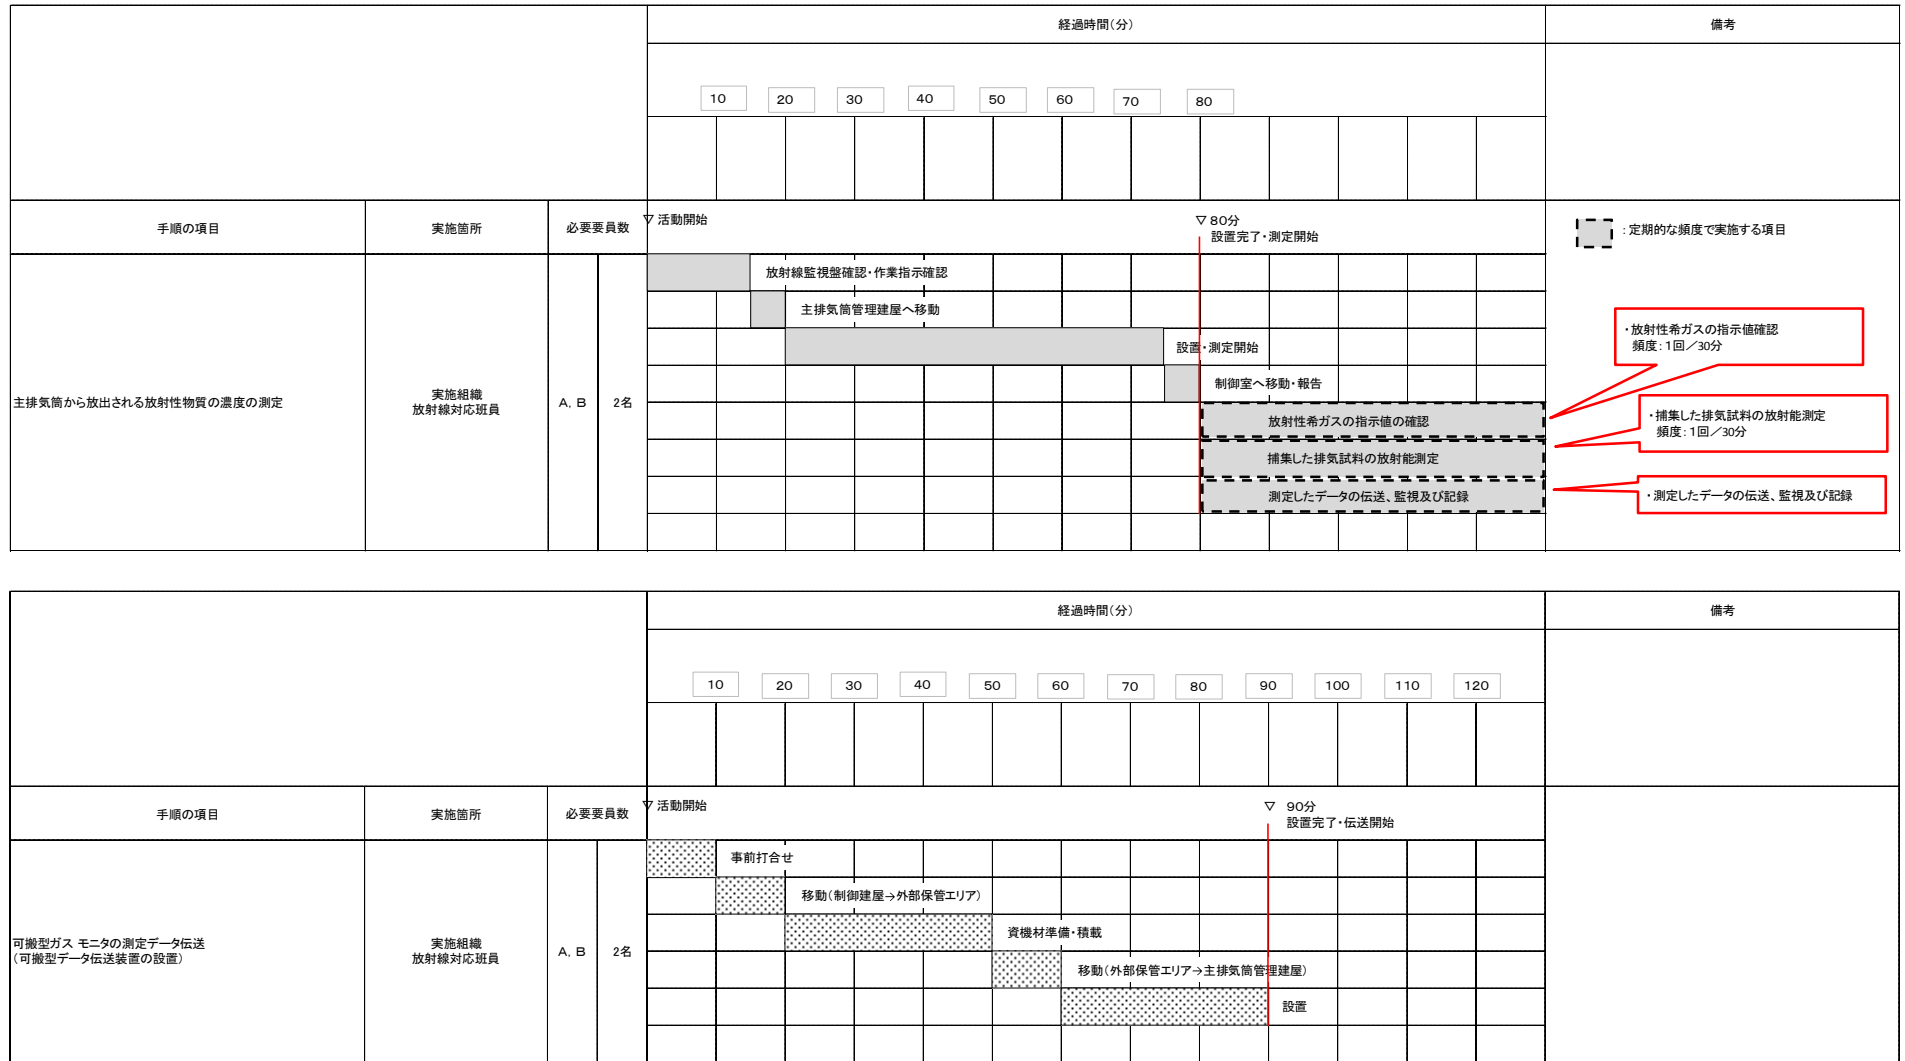 経過時間（分）
備考
10 20 30 40 50 60 70 80
手順の項目
実施箇所
必要要員数
▽活動開始
▽80分
設置完了・測定開始
：定期的な頻度で実施する項目
放射線監視盤確認・作業指示確認
主排気筒管理建屋へ移動
設置・測定開始
制御室へ移動・報告
主排気筒から放出される放射性物質の濃度の測定
実施組織
放射線対応班員
A，B
2名
放射性希ガスの指示値の確認
捕集した排気試料の放射能測定
測定したデータの伝送、監視及び記録
・放射性希ガスの指示値確認
頻度：1回／30分
・捕集した排気試料の放射能測定
頻度：1回／30分
・測定したデータの伝送、監視及び記録
経過時間（分）
備考
10 20 30 40 50 60 70 80 90 100 110 120
手順の項目
実施箇所
必要要員数
▽活動開始
▽ 90分
設置完了・伝送開始
事前打合せ
移動（制御建屋→外部保管エリア）
資機材準備・積載
移動（外部保管エリア→主排気筒管理建屋）
設置
可搬型ガス モニタの測定データ伝送
（可搬型データ伝送装置の設置）
実施組織
放射線対応班員
A，B
2名